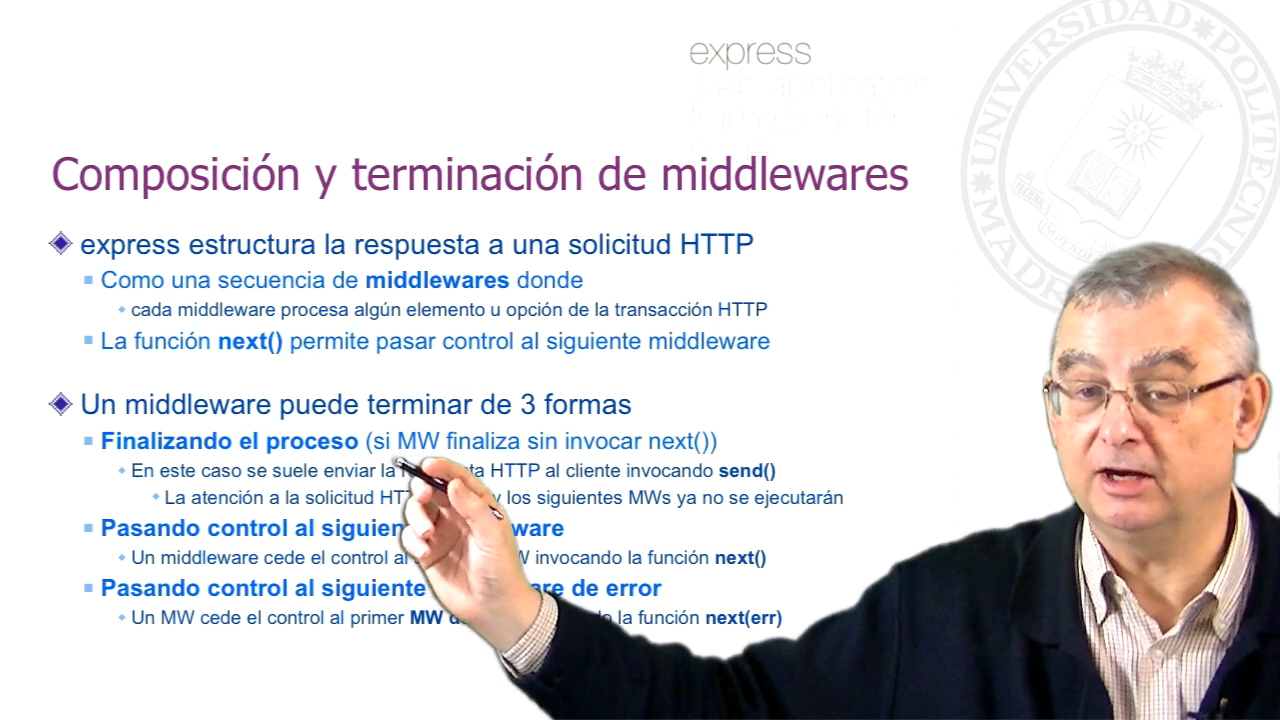 express
UNIVERSIDAD POLITÉCNICA
MADRID
Composición y terminación de middlewares
express estructura la respuesta a una solicitud HTTP
Como una secuencia de middlewares donde
cada middleware procesa algún elemento u opción de la transacción HTTP
La función next() permite pasar control al siguiente middleware
Un middleware puede terminar de 3 formas
Finalizando el proceso (si MW finaliza sin invocar next())
En este caso se suele enviar la HTTP al cliente invocando send()
La atención a la solicitud y los siguientes MWs ya no se ejecutarán
Pasando control al
Un middleware cede el control al invocando la función next()
Pasando control al siguiente de error
Un MW cede el control al primer MW la función next(err)